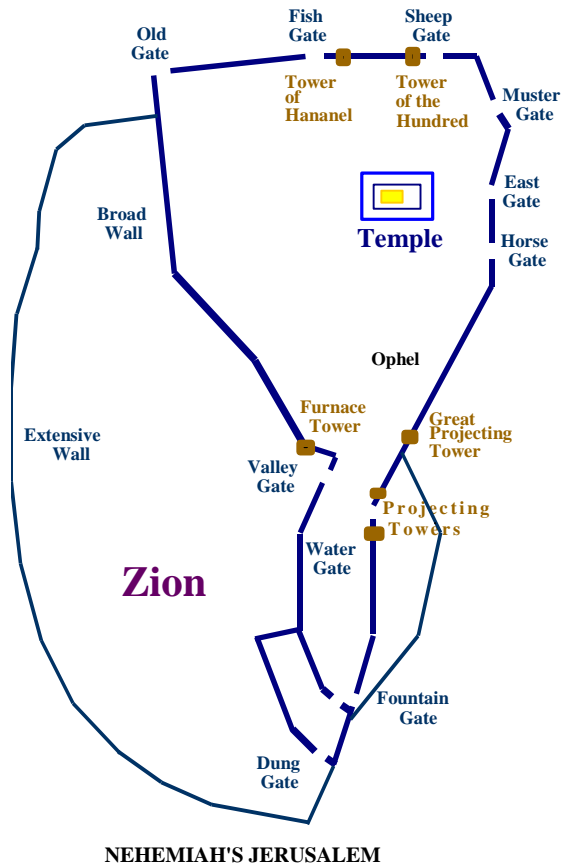 Fish
Gate
Sheep
Gate
Old
Gate
Tower
of
Hananel
Tower
of the
Hundred
Muster
Gate
East
Gate
Broad
Wall
Temple
Horse
Gate
Ophel
Furnace
Tower
Great
Projecting
Tower
Extensive
Wall
Valley
Gate
Projecting
Towers
Water
Gate
Zion
Fountain
Gate
Dung
Gate
NEHEMIAH'S JERUSALEM